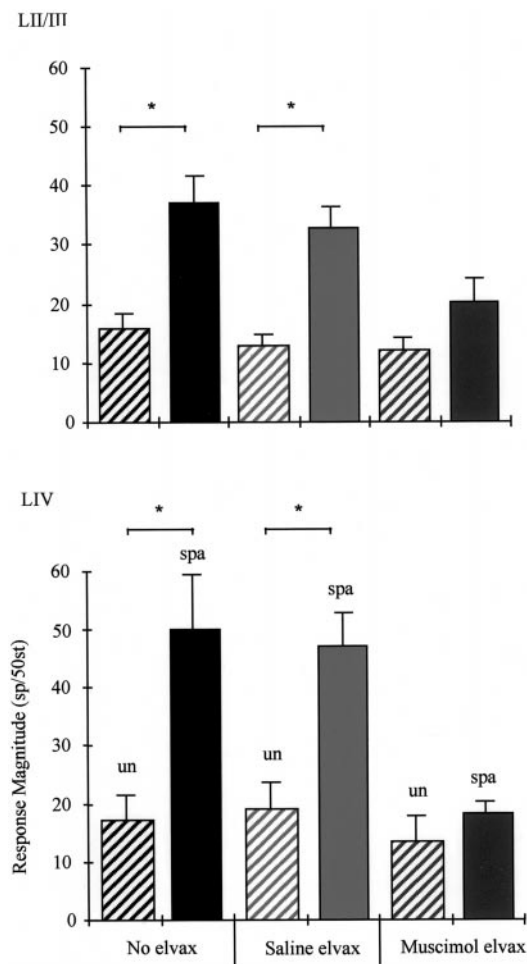 LII/III
60
50
40
30
20
10
0
* *
LIV
60
50
40
30
20
10
0
Response Magnitude (sp/50st)
* *
spa spa
un un un spa
No elvax Saline elvax Muscimol elvax